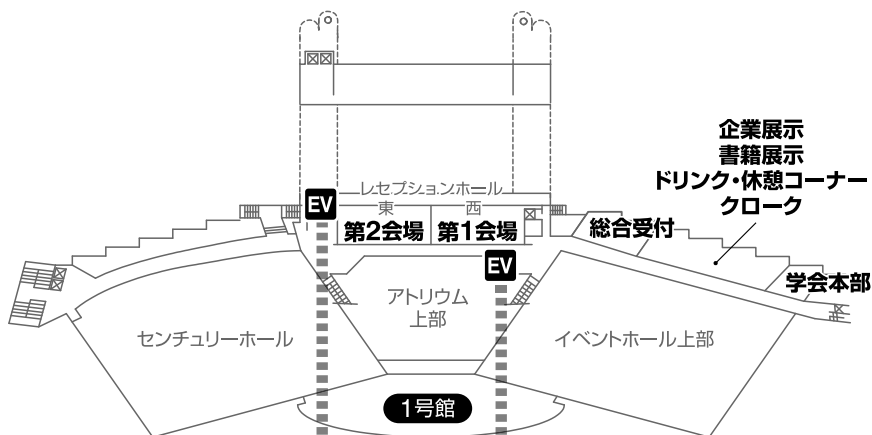 企業展示
書籍展示
ドリンク・休憩コーナー
クローク
レセプションホール
EV
東
西
第2会場
第1会場
総合受付
EV
学会本部
アトリウム
上部
センチュリーホール
イベントホール上部
1号館